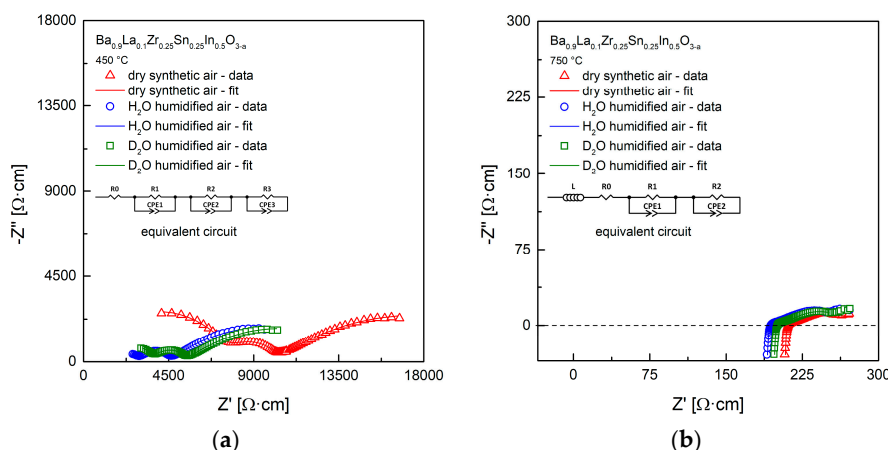 18000
13500
9000
4500
0
-Z'' [Ω·cm]
Ba0.9La0.1Zr0.25Sn0.25In0.5O3-a
450 °C
dry synthetic air - data
dry synthetic air - fit
H2O humidified air - data
H2O humidified air - fit
D2O humidified air - data
D2O humidified air - fit
R0 R1 R2 R3
CPE1 CPE2 CPE3
equivalent circuit
0 4500 9000 13500 18000
Z' [Ω·cm]
(a)
300
225
150
75
0
-Z'' [Ω·cm]
Ba0.9La0.1Zr0.25Sn0.25In0.5O3-a
750 °C
dry synthetic air - data
dry synthetic air - fit
H2O humidified air - data
H2O humidified air - fit
D2O humidified air - data
D2O humidified air - fit
L R0 R1 R2
CPE1 CPE2
equivalent circuit
0 75 150 225 300
Z' [Ω·cm]
(b)